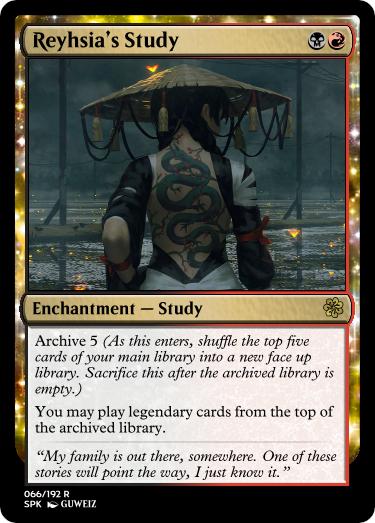 Reyhsia's Study
Enchantment — Study
Archive 5 (As this enters, shuffle the top five
cards of your main library into a new face up
library. Sacrifice this after the archived library is
empty.)
You may play legendary cards from the top of
the archived library.
“My family is out there, somewhere. One of these
stories will point the way, I just know it.”
066/192 R
SPK GUWEIZ